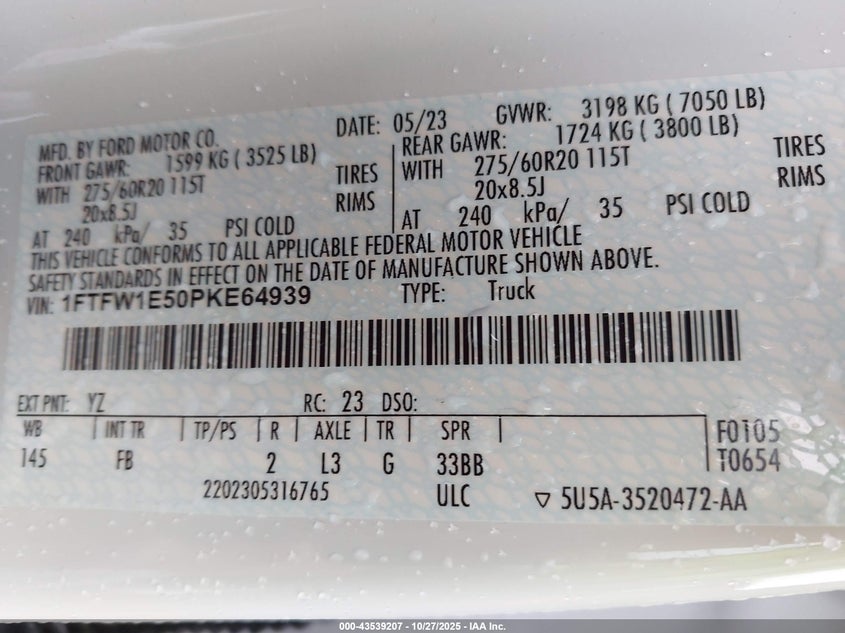 MFD. BY FORD MOTOR CO. DATE: 05/23 GVWR: 3198 KG ( 7050 LB)
FRONT GAWR: 1599 KG ( 3525 LB) REAR GAWR: 1724 KG ( 3800 LB)
WITH 275/60R20 115T TIRES WITH 275/60R20 115T TIRES
20x8.5J RIMS 20x8.5J RIMS
AT 240 kPa/ 35 PSI COLD AT 240 kPa/ 35 PSI COLD
THIS VEHICLE CONFORMS TO ALL APPLICABLE FEDERAL MOTOR VEHICLE
SAFETY STANDARDS IN EFFECT ON THE DATE OF MANUFACTURE SHOWN ABOVE.
VIN: 1FTFW1E50PKE64939 TYPE: Truck
EXT PNT: YZ RC: 23 DSO:
WB INT TR TP/PS R AXLE TR SPR F0105
145 FB 2 L3 G 33BB T0654
2202305316765 ULC ▽ 5U5A-3520472-AA
000-43539207 - 10/27/2025 - IAA Inc.